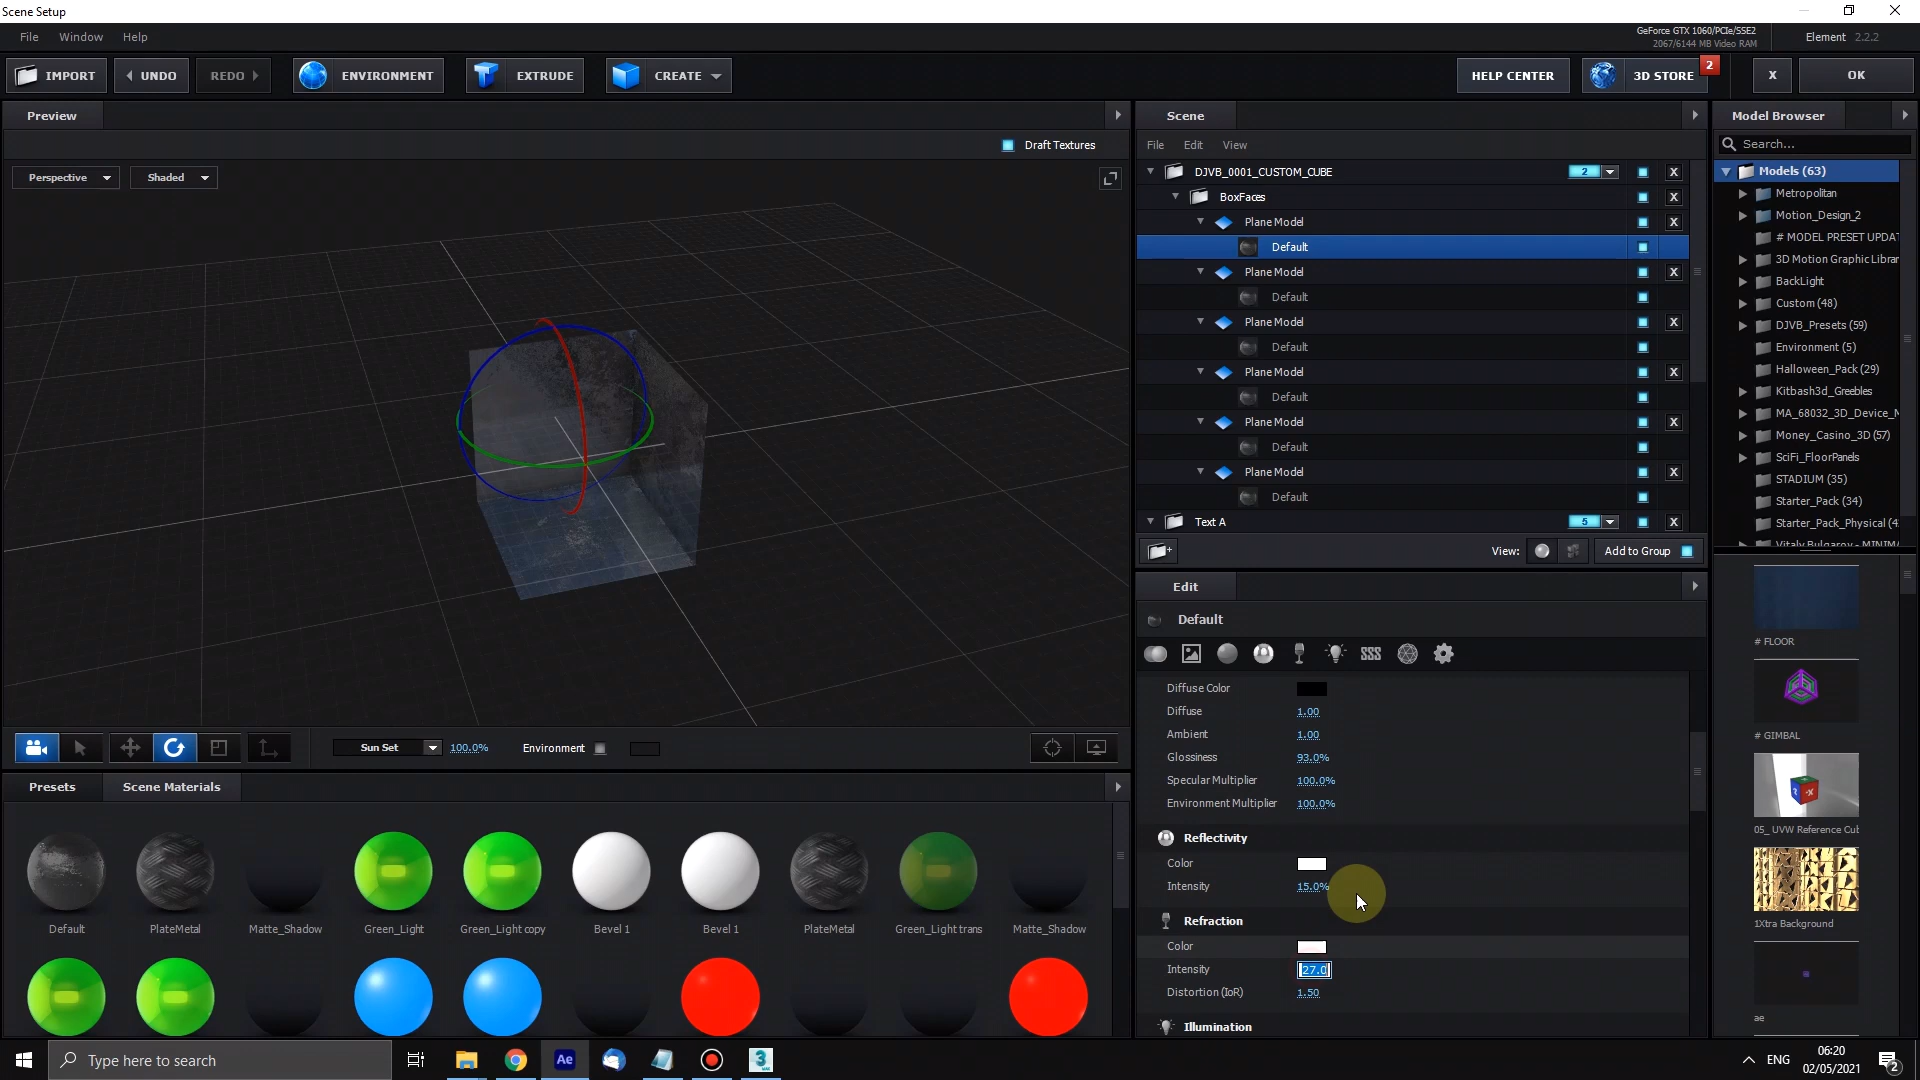 Scene Setup
File Window Help
GeForce GTX 1060/PCIe/SSE2
2067/6144 MB Video RAM
Element 2.2.2
IMPORT UNDO REDO ENVIRONMENT EXTRUDE CREATE HELP CENTER 3D STORE 2 X OK
Preview
Draft Textures
Perspective Shaded
Sun Set 100.0% Environment
Presets Scene Materials
Default PlateMetal Matte_Shadow Green_Light Green_Light copy Bevel 1 Bevel 1 PlateMetal Green_Light trans Matte_Shadow
Scene
File Edit View
DJVB_0001_CUSTOM_CUBE 2 X
BoxFaces X
Plane Model X
Default
Plane Model X
Default
Plane Model X
Default
Plane Model X
Default
Plane Model X
Default
Plane Model X
Default
Text A 5 X
View: Add to Group
Edit
Default
Diffuse Color
Diffuse 1.00
Ambient 1.00
Glossiness 93.0%
Specular Multiplier 100.0%
Environment Multiplier 100.0%
Reflectivity
Color
Intensity 15.0%
Refraction
Color
Intensity 27.0
Distortion (IoR) 1.50
Illumination
Model Browser
Search...
Models (63)
Metropolitan
Motion_Design_2
# MODEL PRESET UPDAT
3D Motion Graphic Librar
BackLight
Custom (48)
DJVB_Presets (59)
Environment (5)
Halloween_Pack (29)
Kitbash3d_Greebles
MA_68032_3D_Device_M
Money_Casino_3D (57)
SciFi_FloorPanels
STADIUM (35)
Starter_Pack (34)
Starter_Pack_Physical (4
# FLOOR
# GIMBAL
05_ UVW Reference Cub
1Xtra Background
ae
Type here to search
Ae
3
ENG
06:20
02/05/2021
2